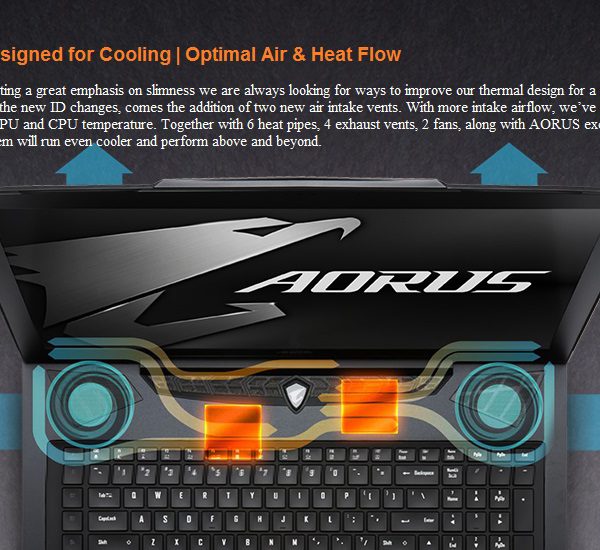 signed for Cooling | Optimal Air & Heat Flow
ting a great emphasis on slimness we are always looking for ways to improve our thermal design for a
the new ID changes, comes the addition of two new air intake vents. With more intake airflow, we’ve
PU and CPU temperature. Together with 6 heat pipes, 4 exhaust vents, 2 fans, along with AORUS exc
em will run even cooler and perform above and beyond.
AORUS
Backspace
Tab Q W E R T Y U I O P
CapsLock A S D F G H J K L Enter
Shift Z X C V B N M Shift